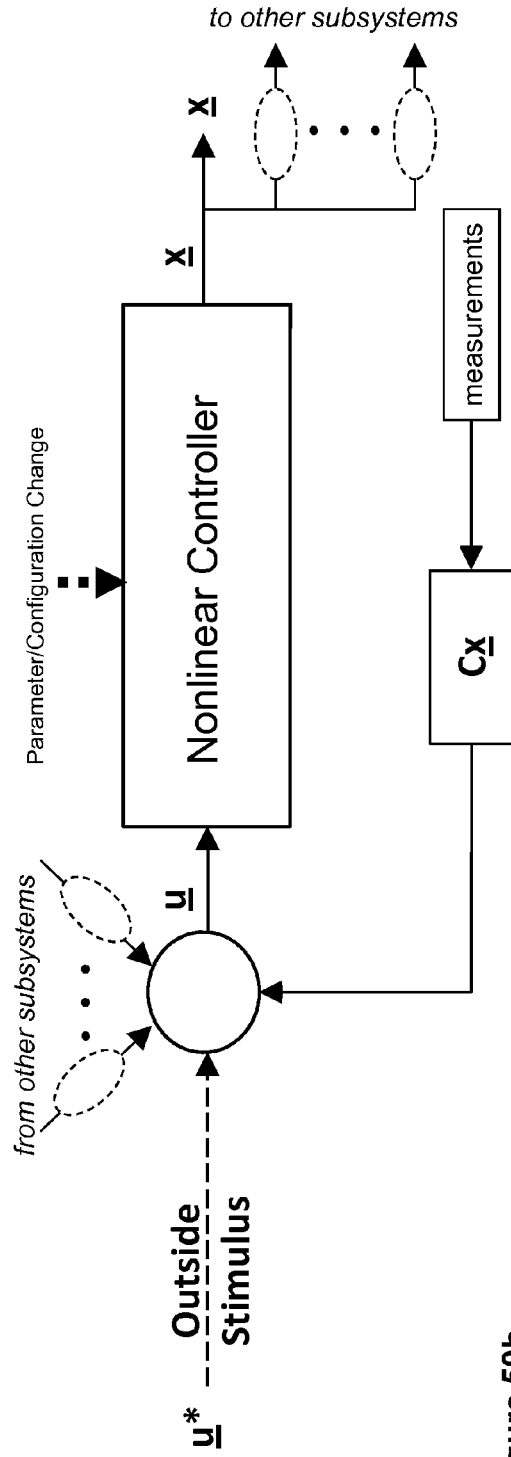 from other subsystems
Parameter/Configuration Change
to other subsystems
u*
Outside
Stimulus
u
Nonlinear Controller
x
x
Cx
measurements